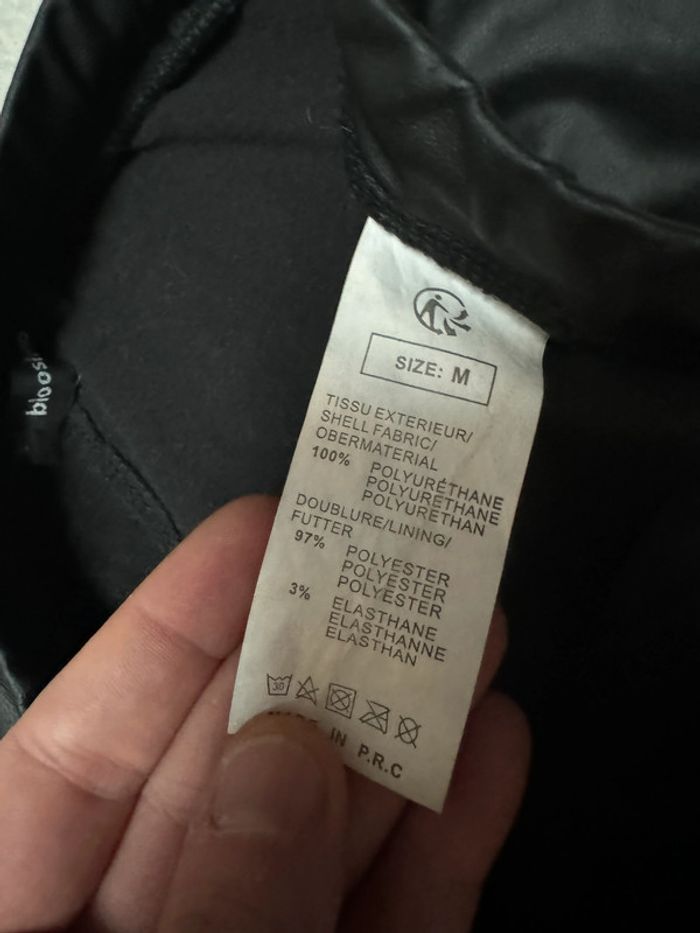 SIZE: M
TISSU EXTERIEUR/
SHELL FABRIC/
OBERMATERIAL
100% POLYURÉTHANE
POLYURETHANE
POLYURETHAN
DOUBLURE/LINING/
FUTTER
97% POLYESTER
POLYESTER
POLYESTER
3% ELASTHANE
ELASTHANNE
ELASTHAN
30
IN P.R.C